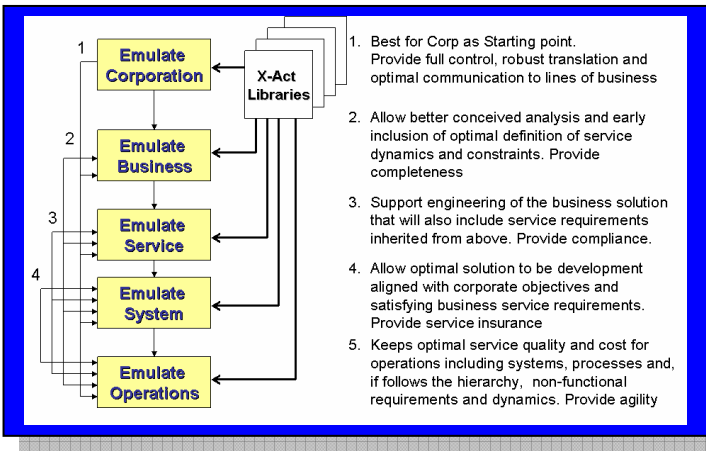 1
Emulate
Corporation
X-Act
Libraries
2
Emulate
Business
3
Emulate
Service
4
Emulate
System
Emulate
Operations
1. Best for Corp as Starting point.
Provide full control, robust translation and
optimal communication to lines of business
2. Allow better conceived analysis and early
inclusion of optimal definition of service
dynamics and constraints. Provide
completeness
3. Support engineering of the business solution
that will also include service requirements
inherited from above. Provide compliance.
4. Allow optimal solution to be development
aligned with corporate objectives and
satisfying business service requirements.
Provide service insurance
5. Keeps optimal service quality and cost for
operations including systems, processes and,
if follows the hierarchy, non-functional
requirements and dynamics. Provide agility